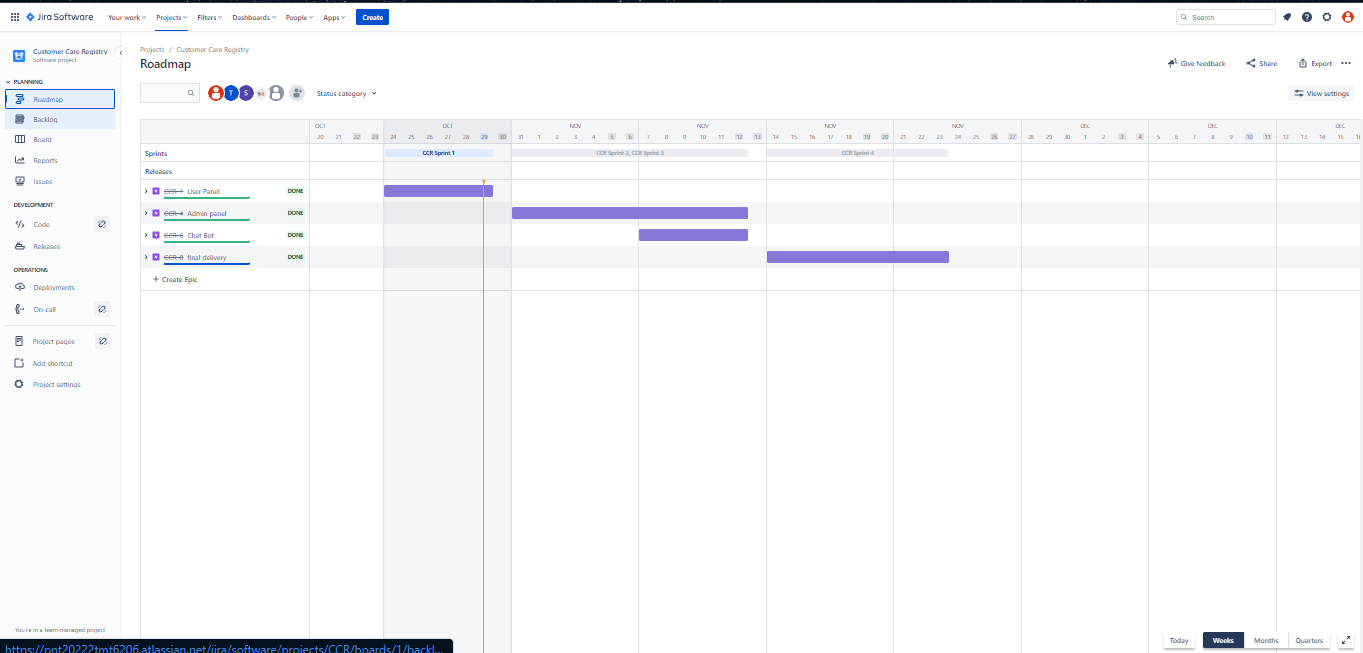 Jira Software Your work Projects Filters Dashboards People Apps Create Search
Customer Care Registry
Software project
PLANNING
Roadmap
Backlog
Board
Reports
Issues
DEVELOPMENT
Code
Releases
OPERATIONS
Deployments
On-call
Project pages
Add shortcut
Project settings
You're in a team-managed project
Projects / Customer Care Registry
Roadmap
Give feedback Share Export
T S Status category
View settings
OCT OCT NOV NOV NOV NOV DEC DEC DEC
20 21 22 23 24 25 26 27 28 29 30 31 1 2 3 4 5 6 7 8 9 10 11 12 13 14 15 16 17 18 19 20 21 22 23 24 25 26 27 28 29 30 1 2 3 4 5 6 7 8 9 10 11 12 13 14 15
Sprints CCR Sprint 1 CCR Sprint 2, CCR Sprint 3 CCR Sprint 4
Releases
CCR-1 User Panel DONE
CCR-4 Admin panel DONE
CCR-6 Chat Bot DONE
CCR-8 final delivery DONE
+ Create Epic
Today Weeks Months Quarters
https://pnt20222tmt6206.atlassian.net/jira/software/projects/CCR/boards/1/backl...